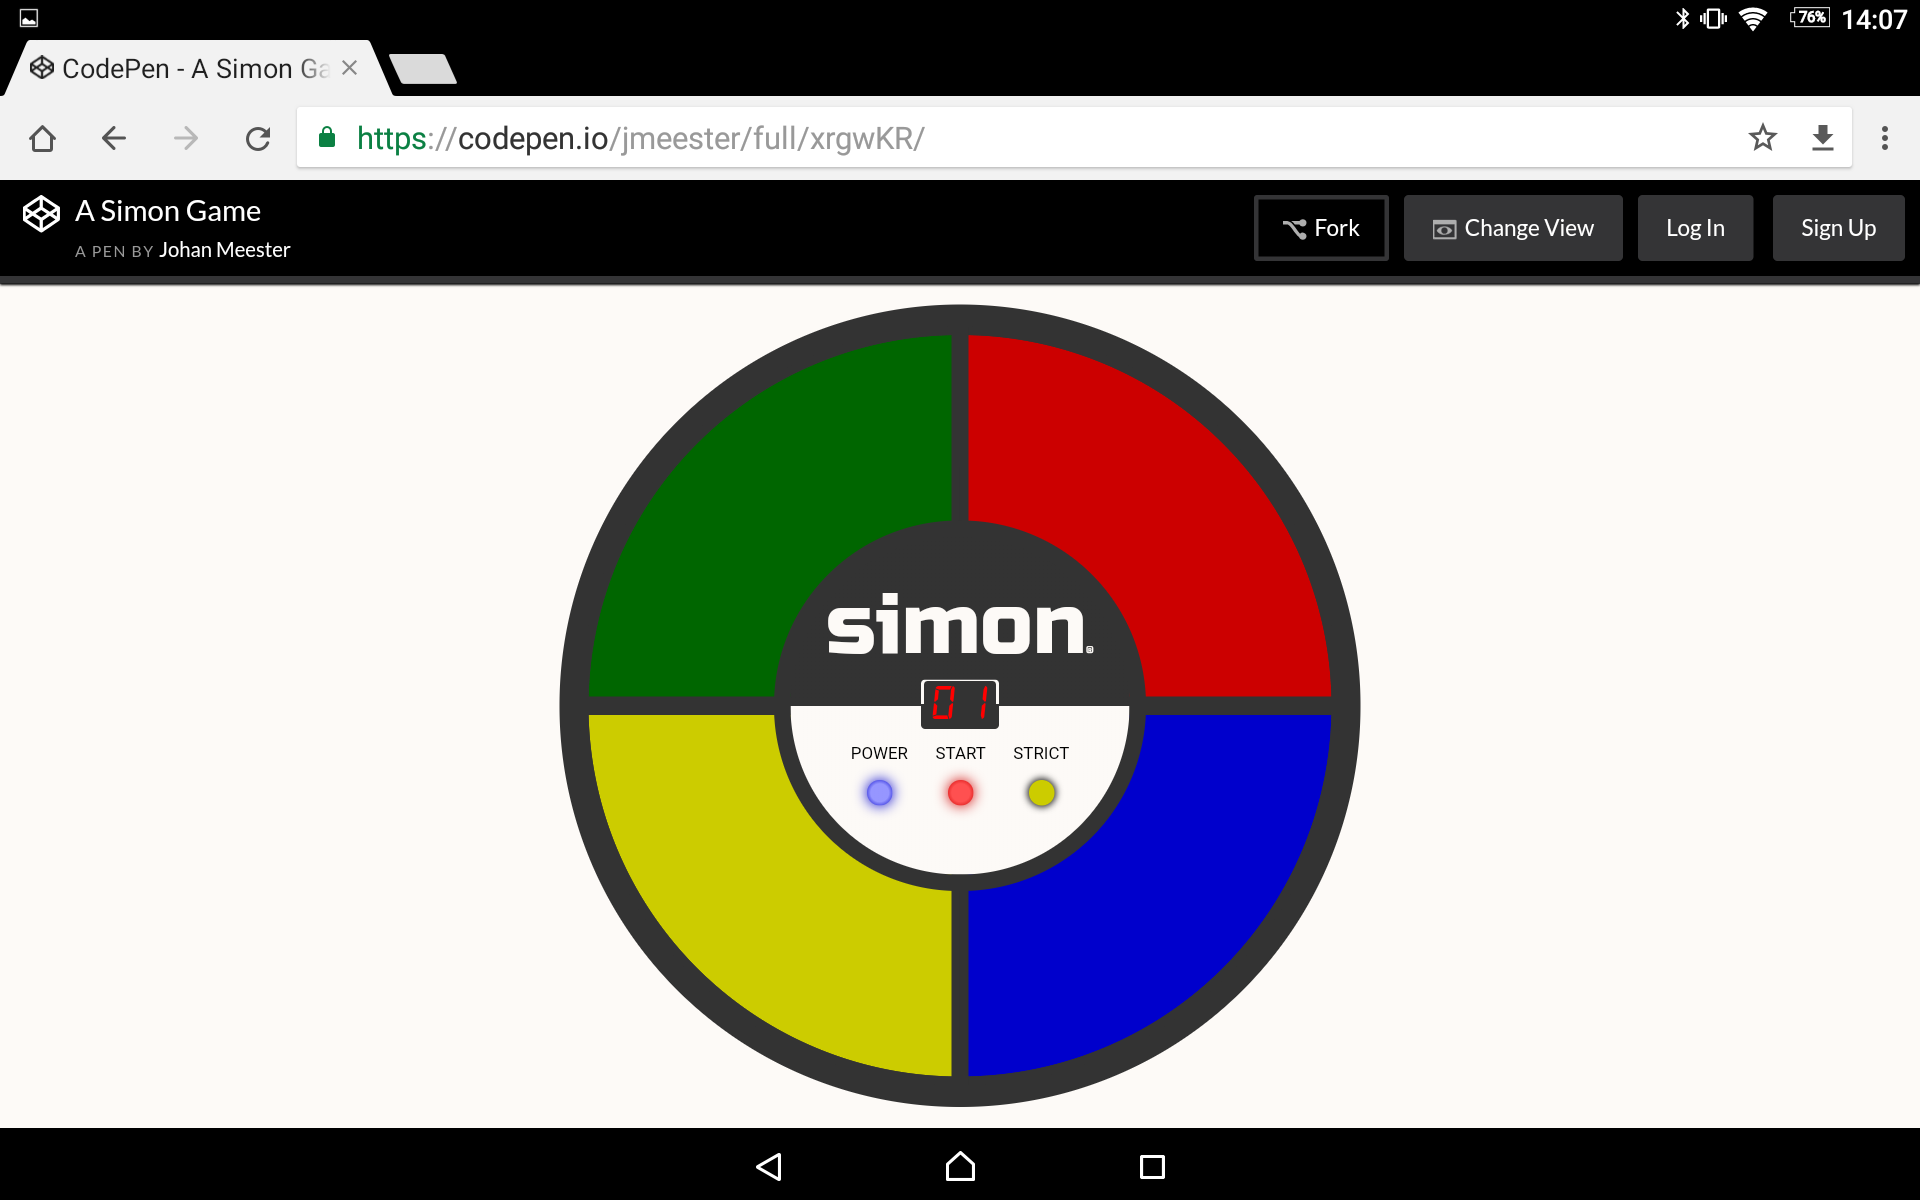 76% 14:07
CodePen - A Simon Ga
https://codepen.io/jmeester/full/xrgwKR/
A Simon Game
A PEN BY Johan Meester
Fork
Change View
Log In
Sign Up
simon®
01
POWER START STRICT